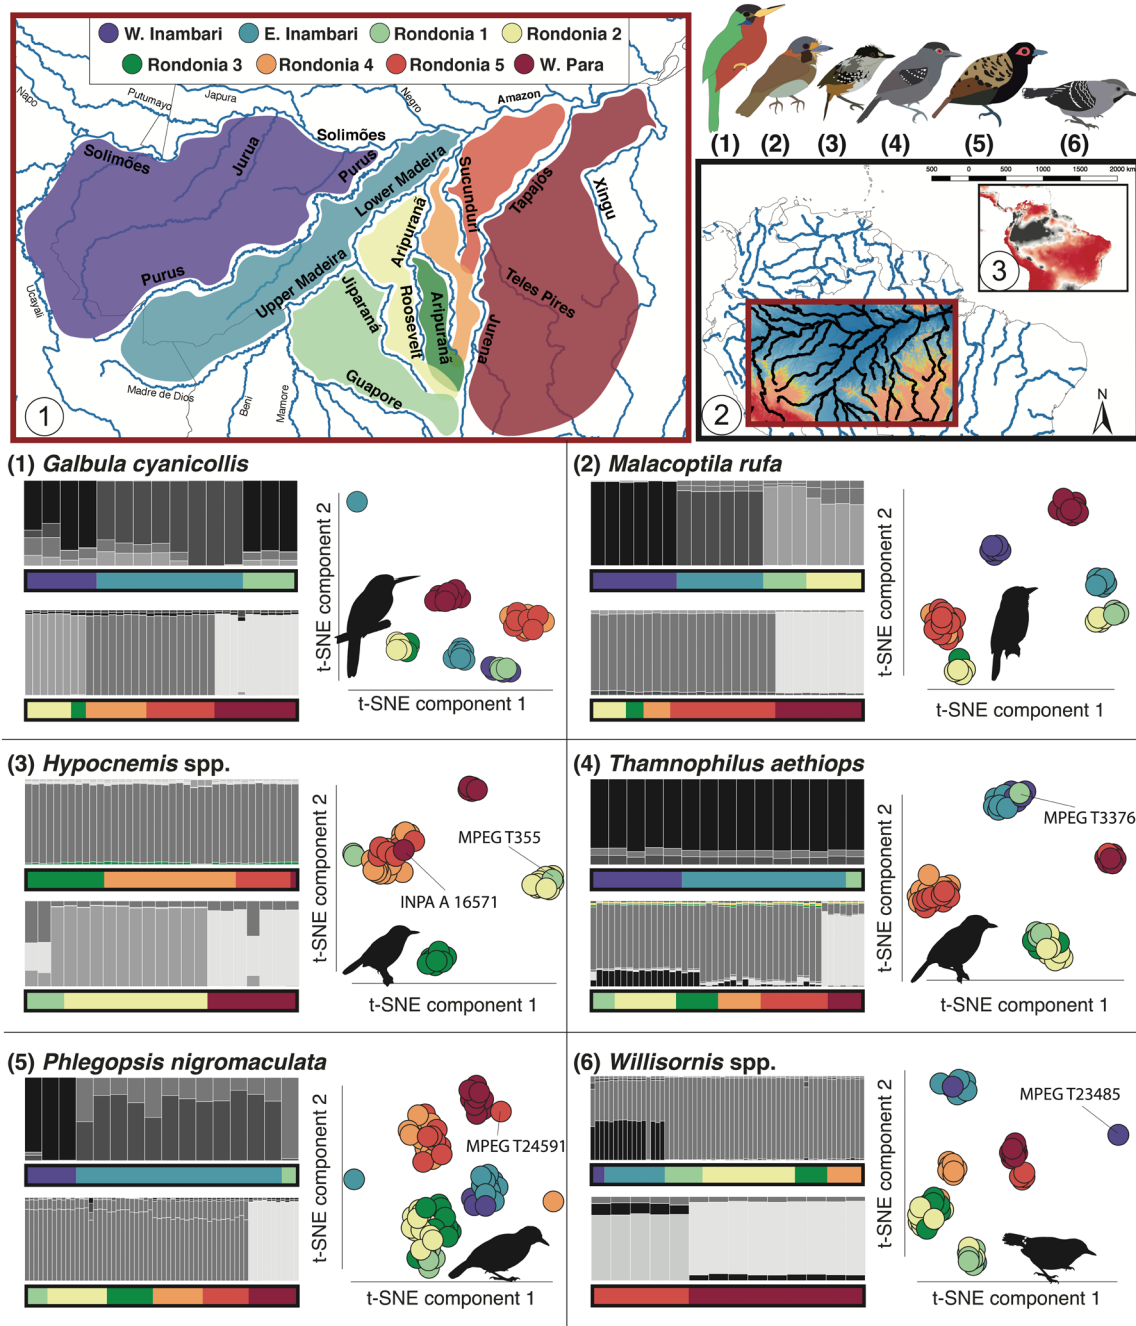 W. Inambari E. Inambari Rondonia 1 Rondonia 2
Rondonia 3 Rondonia 4 Rondonia 5 W. Para
Napo
Putumayo
Japura
Negro
Amazon
Solimões
Solimões
Jurua
Purus
Lower Madeira
Sucunduri
Tapajós
Xingu
Aripuranã
Purus
Upper Madeira
Ucayali
Jiparaná
Roosevelt
Aripuranã
Teles Pires
Juruena
Guapore
Madre de Dios
Beni
Mamore
1
(1) (2) (3) (4) (5) (6)
500 0 500 1000 1500 2000 km
3
2
N
(1) Galbula cyanicollis
t-SNE component 2
t-SNE component 1
(2) Malacoptila rufa
t-SNE component 2
t-SNE component 1
(3) Hypocnemis spp.
t-SNE component 2
MPEG T355
INPA A 16571
t-SNE component 1
(4) Thamnophilus aethiops
t-SNE component 2
MPEG T3376
t-SNE component 1
(5) Phlegopsis nigromaculata
t-SNE component 2
MPEG T24591
t-SNE component 1
(6) Willisornis spp.
t-SNE component 2
MPEG T23485
t-SNE component 1